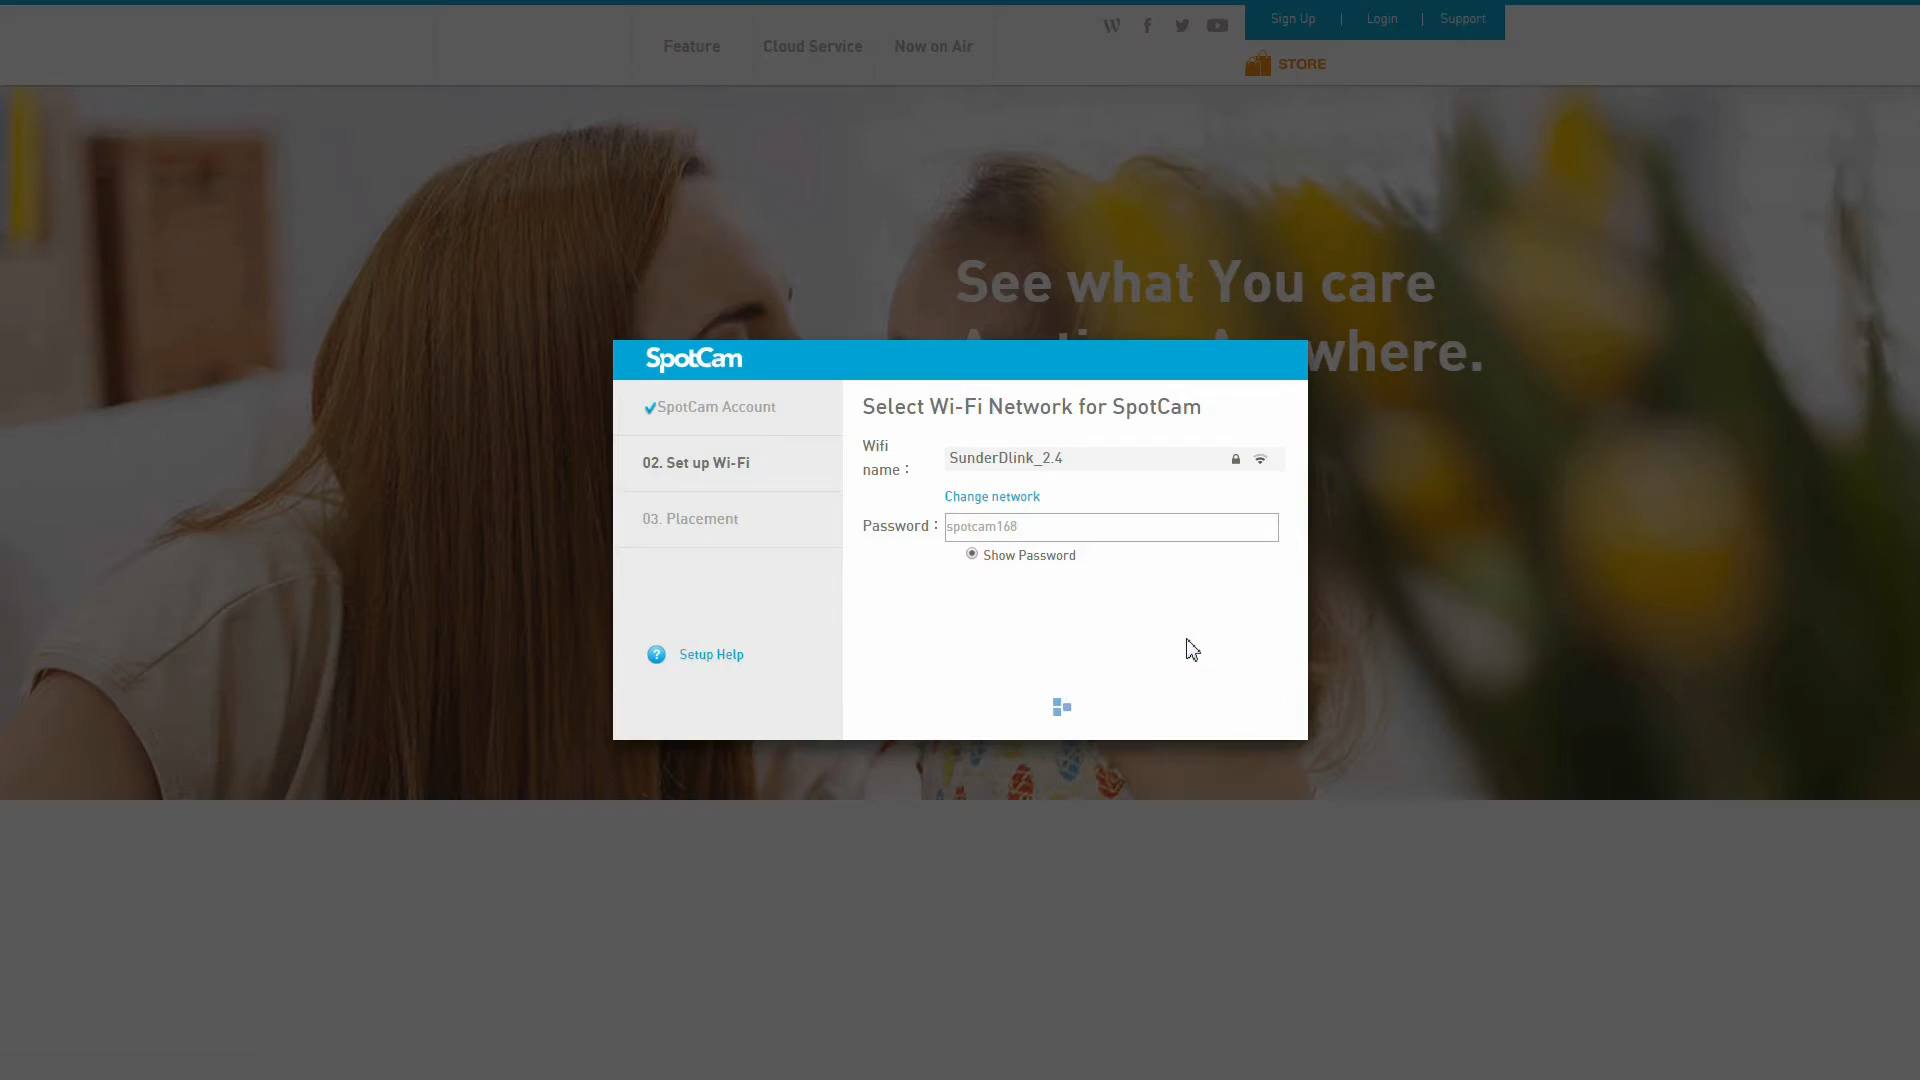 Sign Up | Login | Support
Feature Cloud Service Now on Air
STORE
See what You care
where.
SpotCam
SpotCam Account
02. Set up Wi-Fi
03. Placement
? Setup Help
Select Wi-Fi Network for SpotCam
Wifi
name :
SunderDlink_2.4
Change network
Password : spotcam168
Show Password